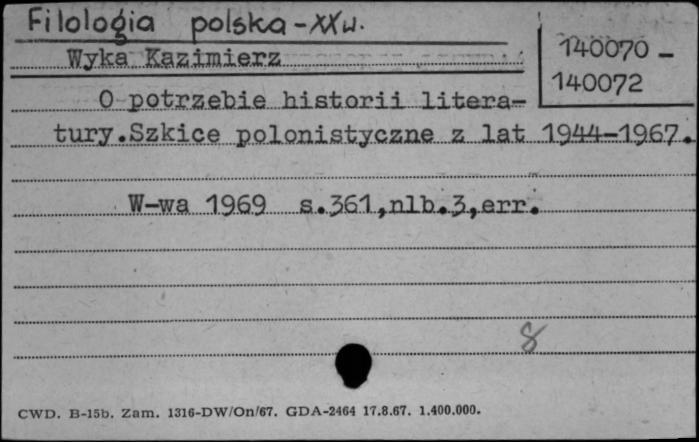 Filologia polska - XX w.
140070 -
140072
Wyka Kazimierz
O potrzebie historii litera-
tury.Szkice polonistyczne z lat 1944-1967.
W-wa 1969 s.361,nlb.3,err.
8
CWD. B-15b. Zam. 1316-DW/On/67. GDA-2464 17.8.67. 1.400.000.